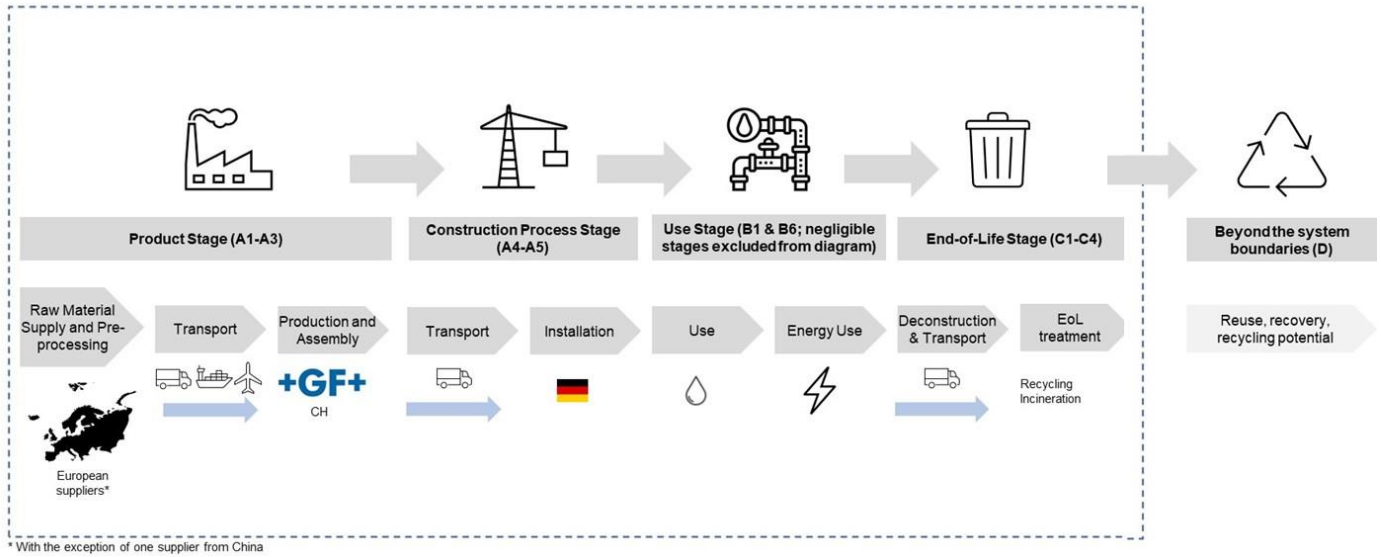 Product Stage (A1-A3)
Construction Process Stage
(A4-A5)
Use Stage (B1 & B6; negligible
stages excluded from diagram)
End-of-Life Stage (C1-C4)
Beyond the system
boundaries (D)
Raw Material
Supply and Pre-
processing
Transport
Production and
Assembly
Transport
Installation
Use
Energy Use
Deconstruction
& Transport
EoL
treatment
Reuse, recovery,
recycling potential
+GF+
CH
Recycling
Incineration
European
suppliers*
* With the exception of one supplier from China